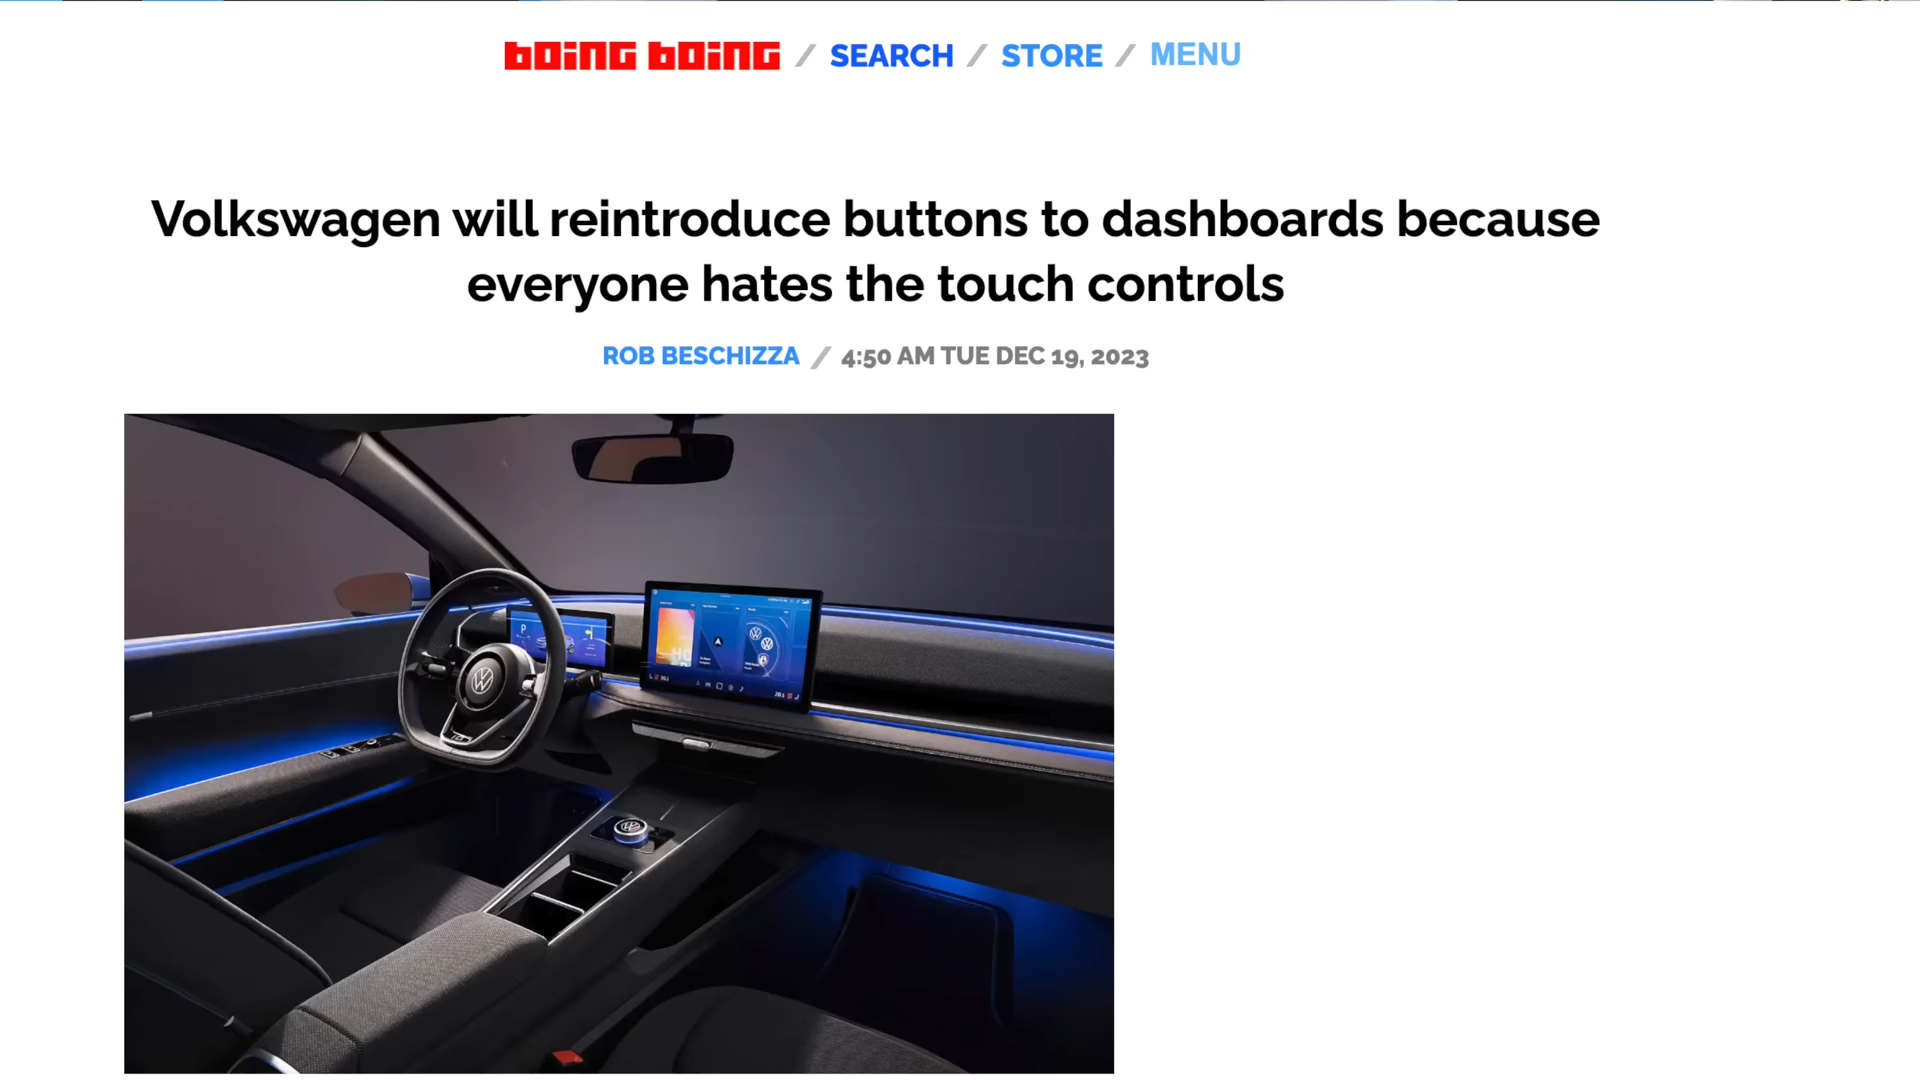 boing boing / SEARCH / STORE / MENU
Volkswagen will reintroduce buttons to dashboards because
everyone hates the touch controls
ROB BESCHIZZA / 4:50 AM TUE DEC 19, 2023
P